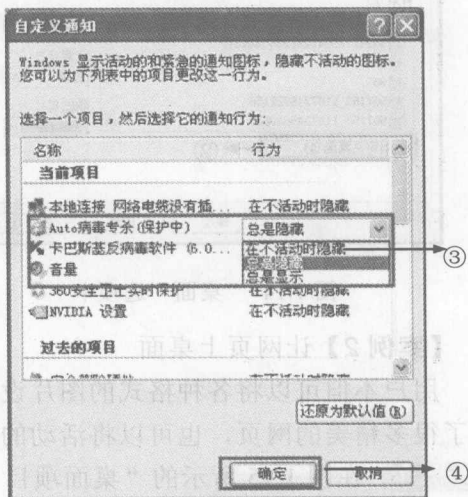 自定义通知
Windows 显示活动的和紧急的通知图标，隐藏不活动的图标。
您可以为下列表中的项目更改这一行为。
选择一个项目，然后选择它的通知行为:
名称 行为
当前项目
本地连接 网络电缆没有插... 在不活动时隐藏
Auto病毒专杀(保护中) 总是隐藏
卡巴斯基反病毒软件 (6.0... 在不活动时隐藏
总是隐藏
音量 总是显示
③
360安全卫士实时保护 在不活动时隐藏
NVIDIA 设置 在不活动时隐藏
过去的项目
还原为默认值(R)
确定 取消
④